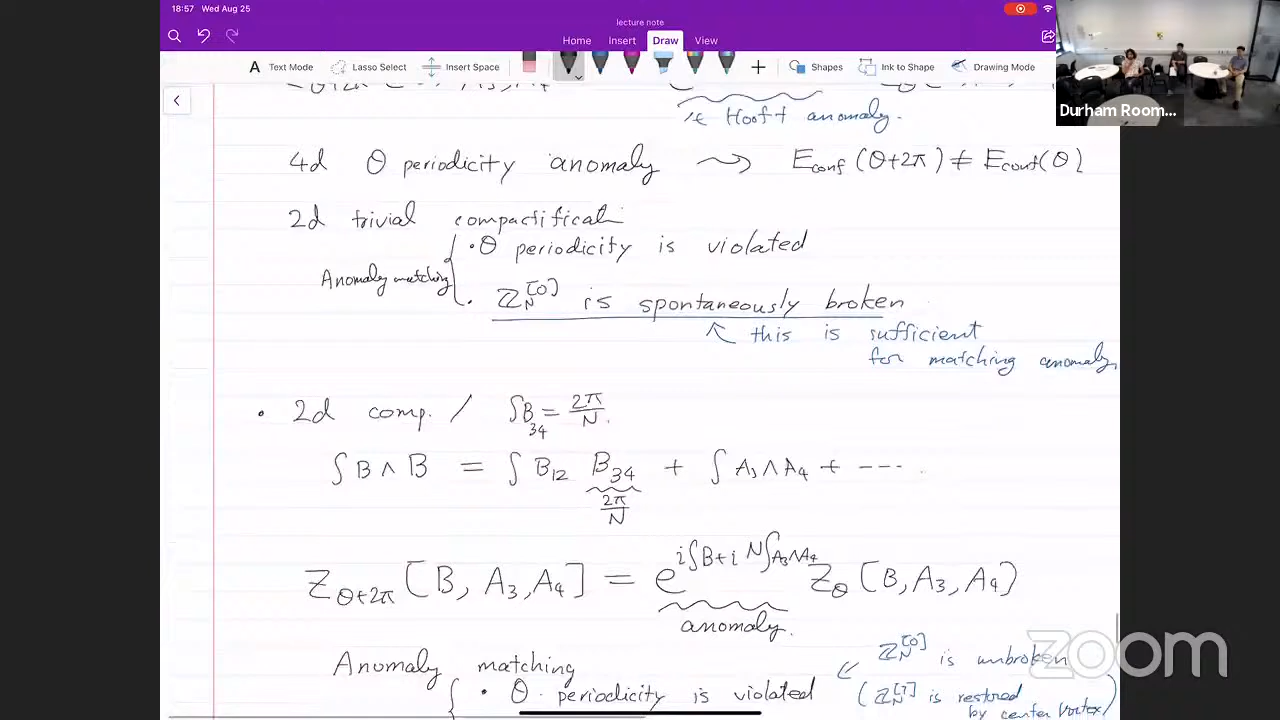 18:57 Wed Aug 25
lecture note
Home Insert Draw View
Text Mode Lasso Select Insert Space Shapes Ink to Shape Drawing Mode
Durham Room...
't Hooft anomaly.
4d θ periodicity anomaly ⇝ E_conf (θ+2π) ≠ E_conf(θ)
2d trivial compactificati
Anomaly matching
• θ periodicity is violated
• ℤ_N^[0] is spontaneously broken
↖ this is sufficient
for matching anomaly,
• 2d comp. / ∫B_34 = 2π/N.
∫ B ∧ B = ∫ B_12 B_34 + ∫ A_3 ∧ A_4 + ----
2π/N
Z_θ+2π [B, A_3, A_4] = e^{i∫B + i N∫A_3∧A_4} Z_θ [B, A_3, A_4]
anomaly.
Anomaly matching
ℤ_N^[0] is unbroken
• θ periodicity is violated
(ℤ_N^[1] is restored
by center vortex)
zoom